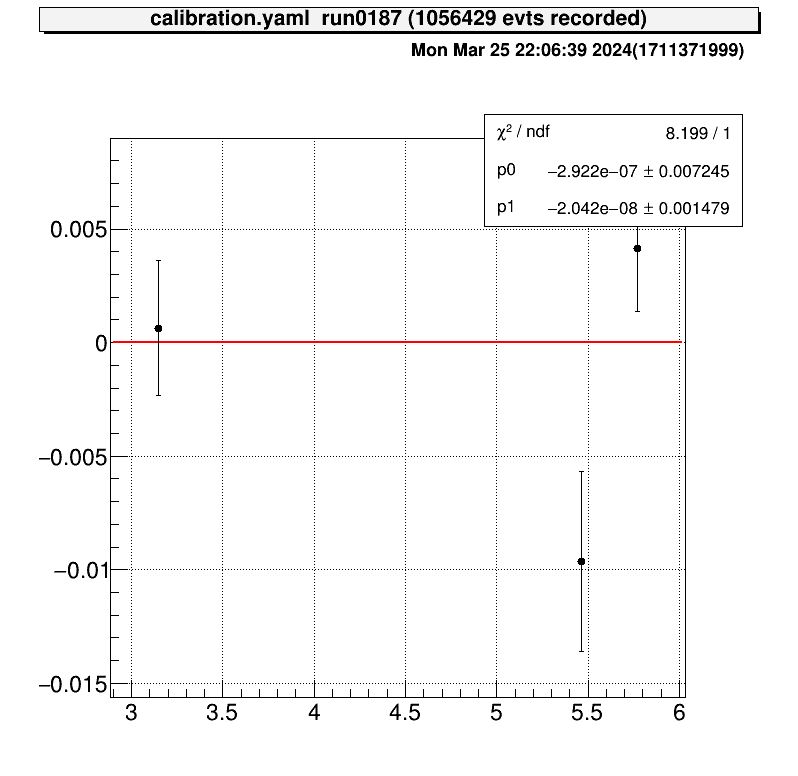 calibration.yaml  run0187 (1056429 evts recorded)
Mon Mar 25 22:06:39 2024(1711371999)
χ² / ndf 8.199 / 1
p0 −2.922e−07 ± 0.007245
p1 −2.042e−08 ± 0.001479
0.005
0
−0.005
−0.01
−0.015
3 3.5 4 4.5 5 5.5 6